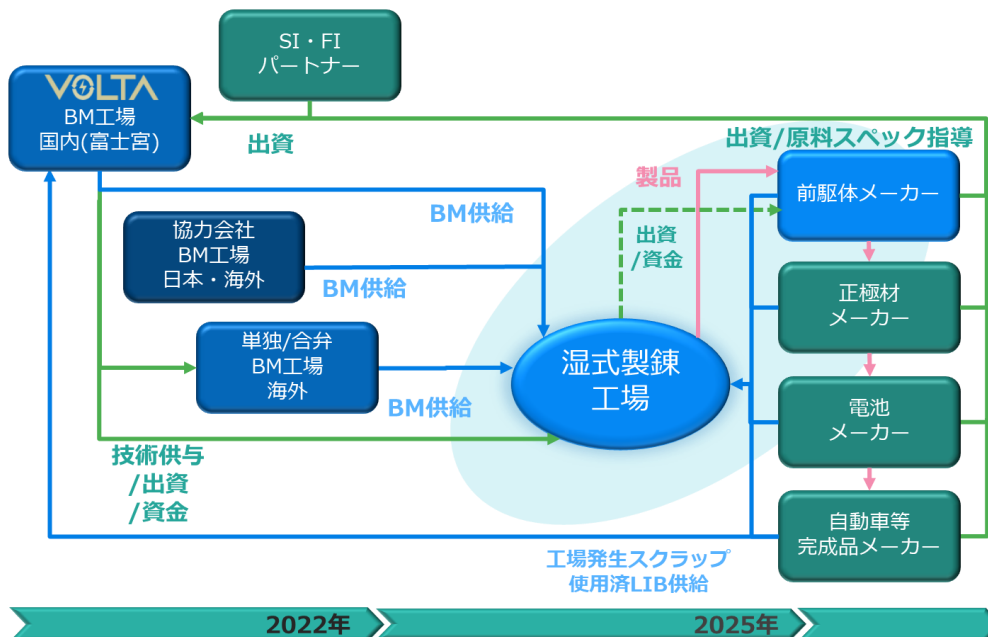 SI・FI
パートナー
VOLTA
BM工場
国内(富士宮)
出資
出資/原料スペック指導
製品
前駆体メーカー
BM供給
協力会社
BM工場
日本・海外
BM供給
出資
/資金
正極材
メーカー
単独/合弁
BM工場
海外
BM供給
湿式製錬
工場
電池
メーカー
技術供与
/出資
/資金
自動車等
完成品メーカー
工場発生スクラップ
使用済LIB供給
2022年
2025年